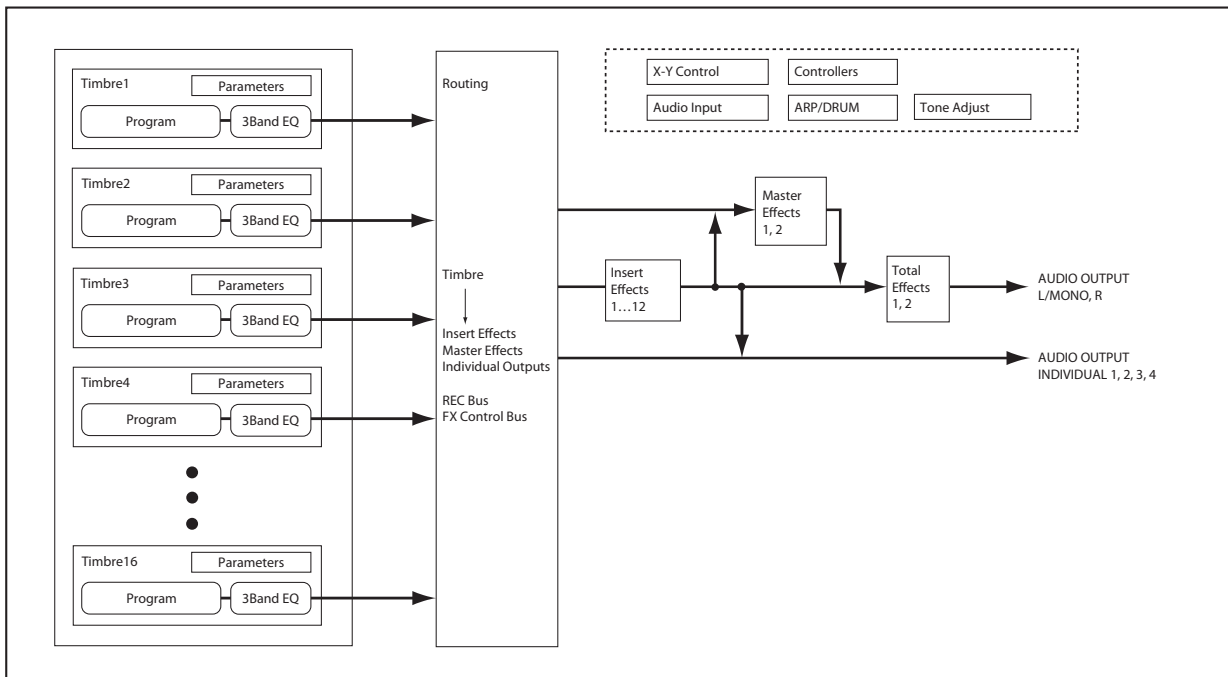 Timbre1
Parameters
Program
3Band EQ
Timbre2
Parameters
Program
3Band EQ
Timbre3
Parameters
Program
3Band EQ
Timbre4
Parameters
Program
3Band EQ
Timbre16
Parameters
Program
3Band EQ
Routing
Timbre
Insert Effects
Master Effects
Individual Outputs
REC Bus
FX Control Bus
X-Y Control
Controllers
Audio Input
ARP/DRUM
Tone Adjust
Master
Effects
1, 2
Insert
Effects
1…12
Total
Effects
1, 2
AUDIO OUTPUT
L/MONO, R
AUDIO OUTPUT
INDIVIDUAL 1, 2, 3, 4